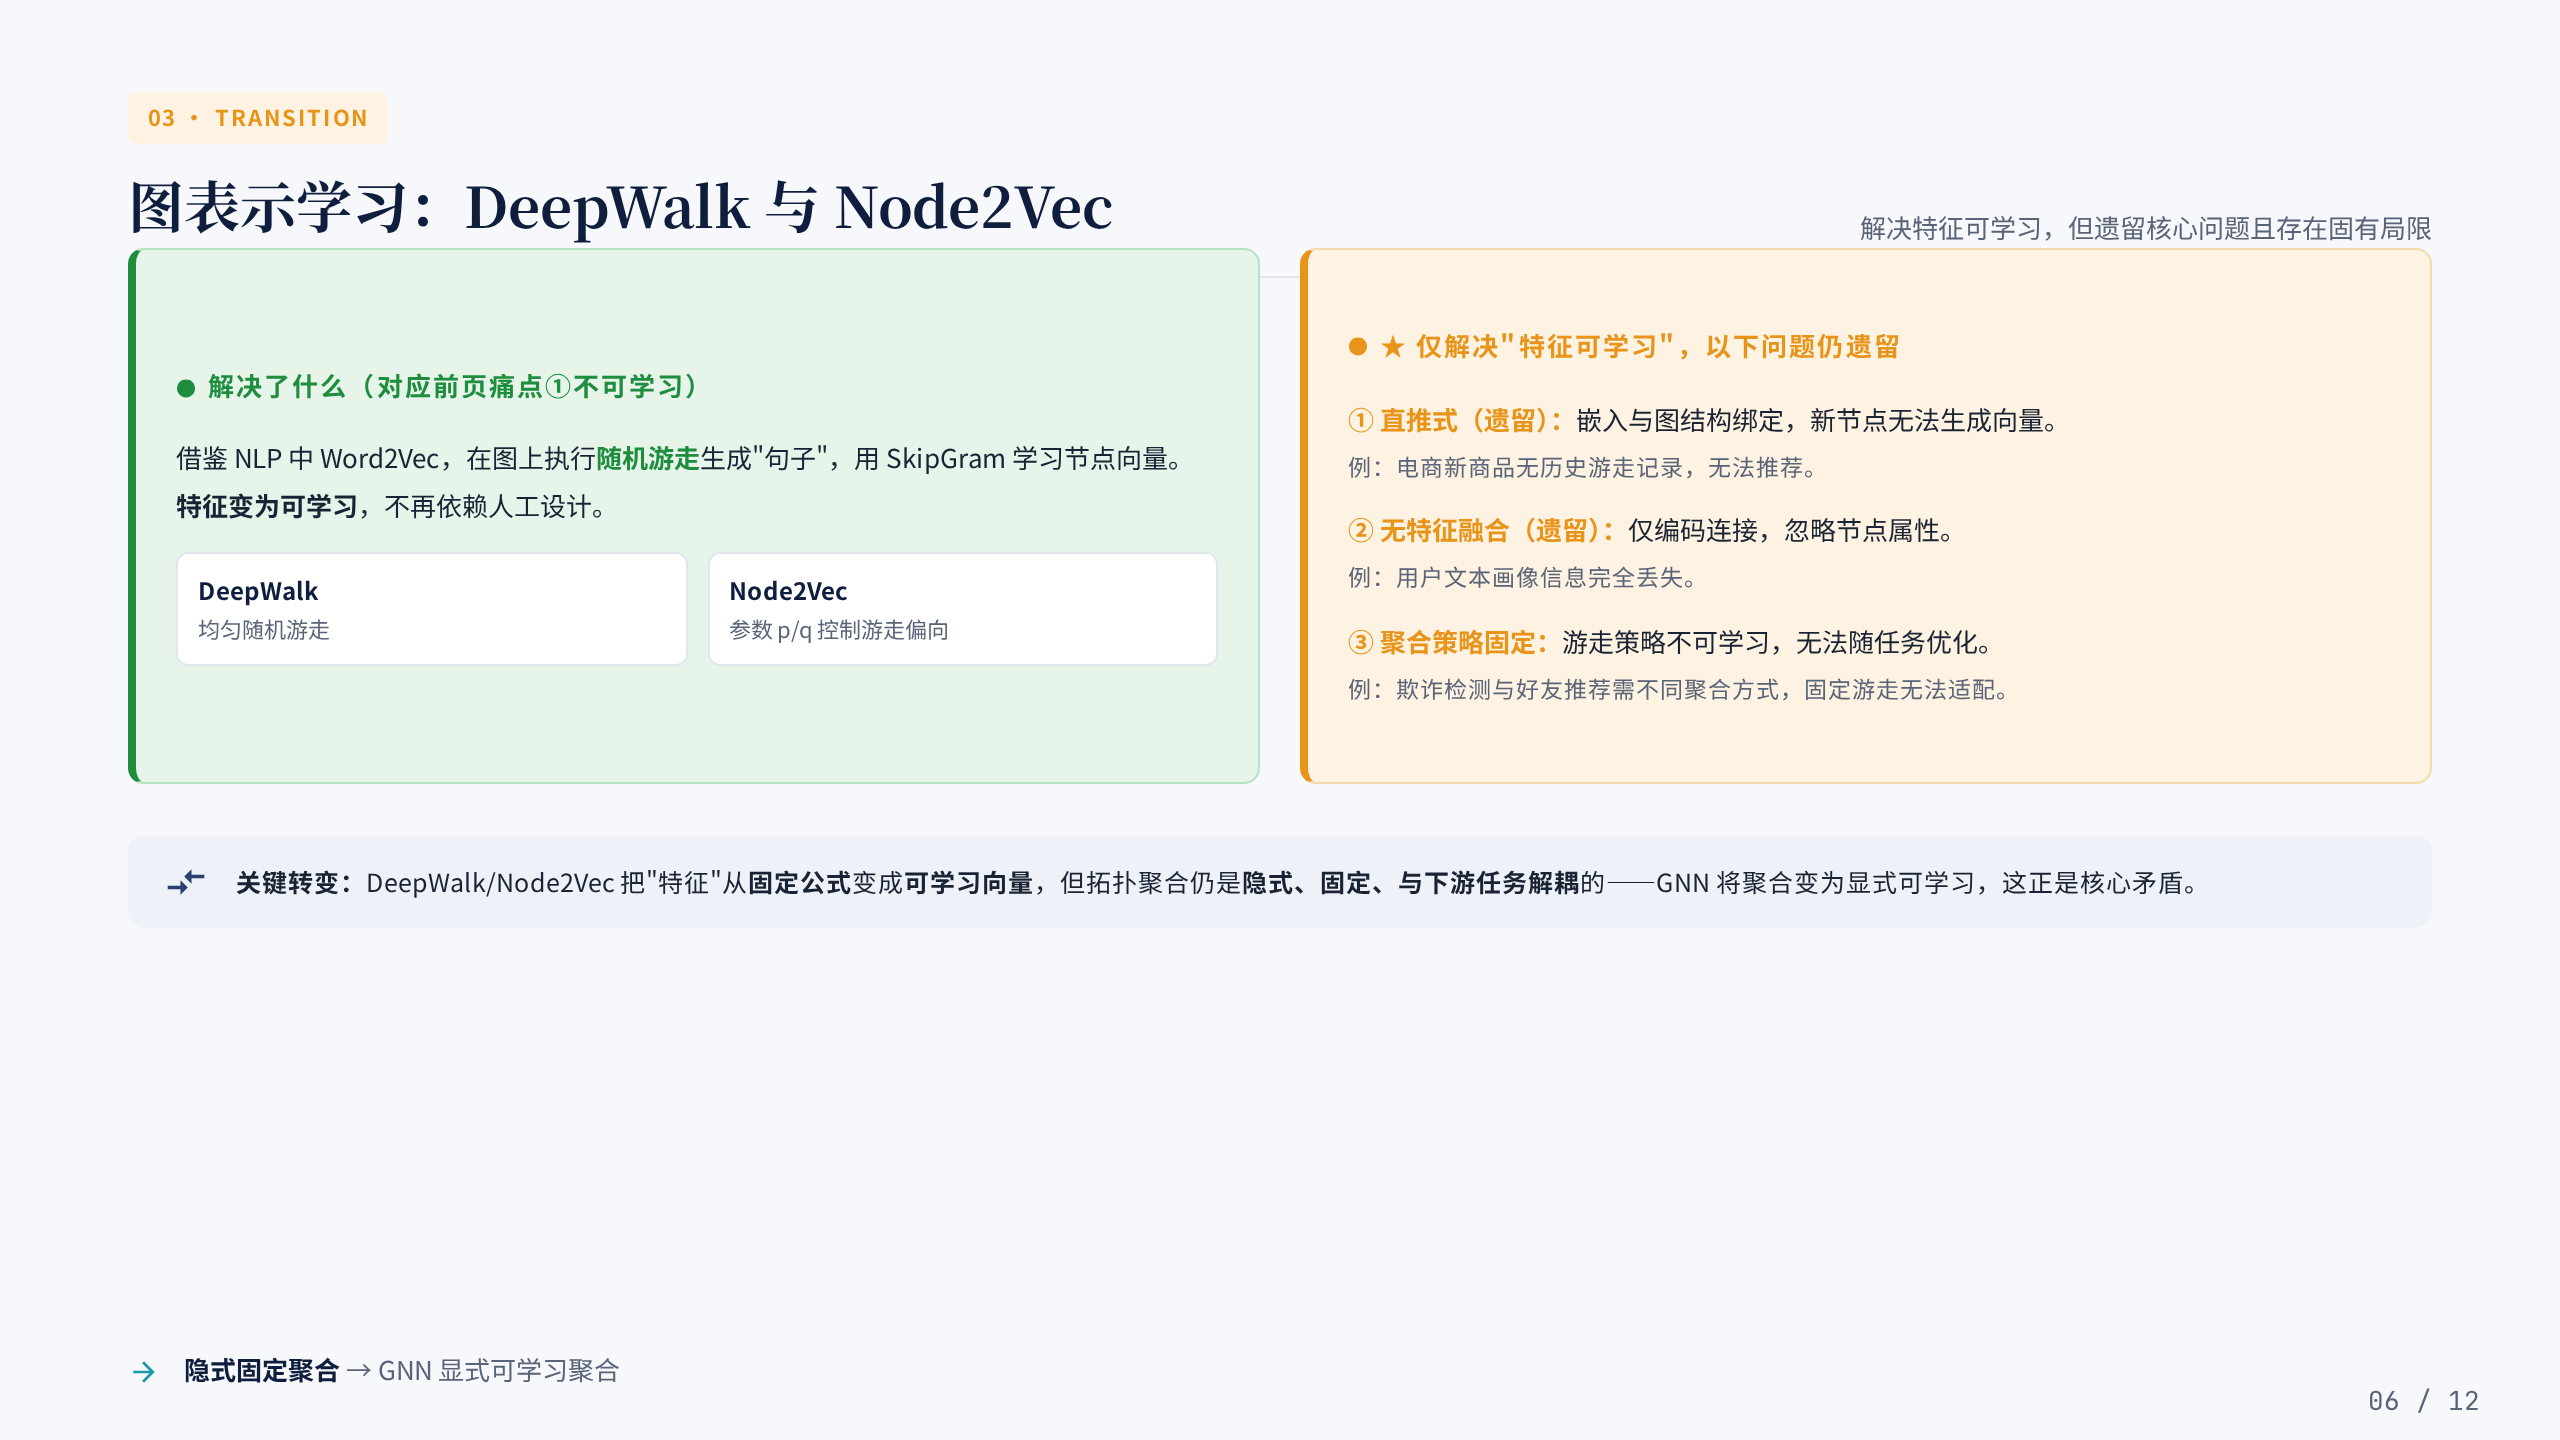 03 • TRANSITION
图表示学习：DeepWalk 与 Node2Vec
解决特征可学习，但遗留核心问题且存在固有局限
● 解决了什么（对应前页痛点①不可学习）
借鉴 NLP 中 Word2Vec，在图上执行随机游走生成"句子"，用 SkipGram 学习节点向量。
特征变为可学习，不再依赖人工设计。
DeepWalk
均匀随机游走
Node2Vec
参数 p/q 控制游走偏向
● ★ 仅解决"特征可学习"，以下问题仍遗留
① 直推式（遗留）：嵌入与图结构绑定，新节点无法生成向量。
例：电商新商品无历史游走记录，无法推荐。
② 无特征融合（遗留）：仅编码连接，忽略节点属性。
例：用户文本画像信息完全丢失。
③ 聚合策略固定：游走策略不可学习，无法随任务优化。
例：欺诈检测与好友推荐需不同聚合方式，固定游走无法适配。
关键转变：DeepWalk/Node2Vec 把"特征"从固定公式变成可学习向量，但拓扑聚合仍是隐式、固定、与下游任务解耦的——GNN 将聚合变为显式可学习，这正是核心矛盾。
→ 隐式固定聚合 → GNN 显式可学习聚合
06 / 12